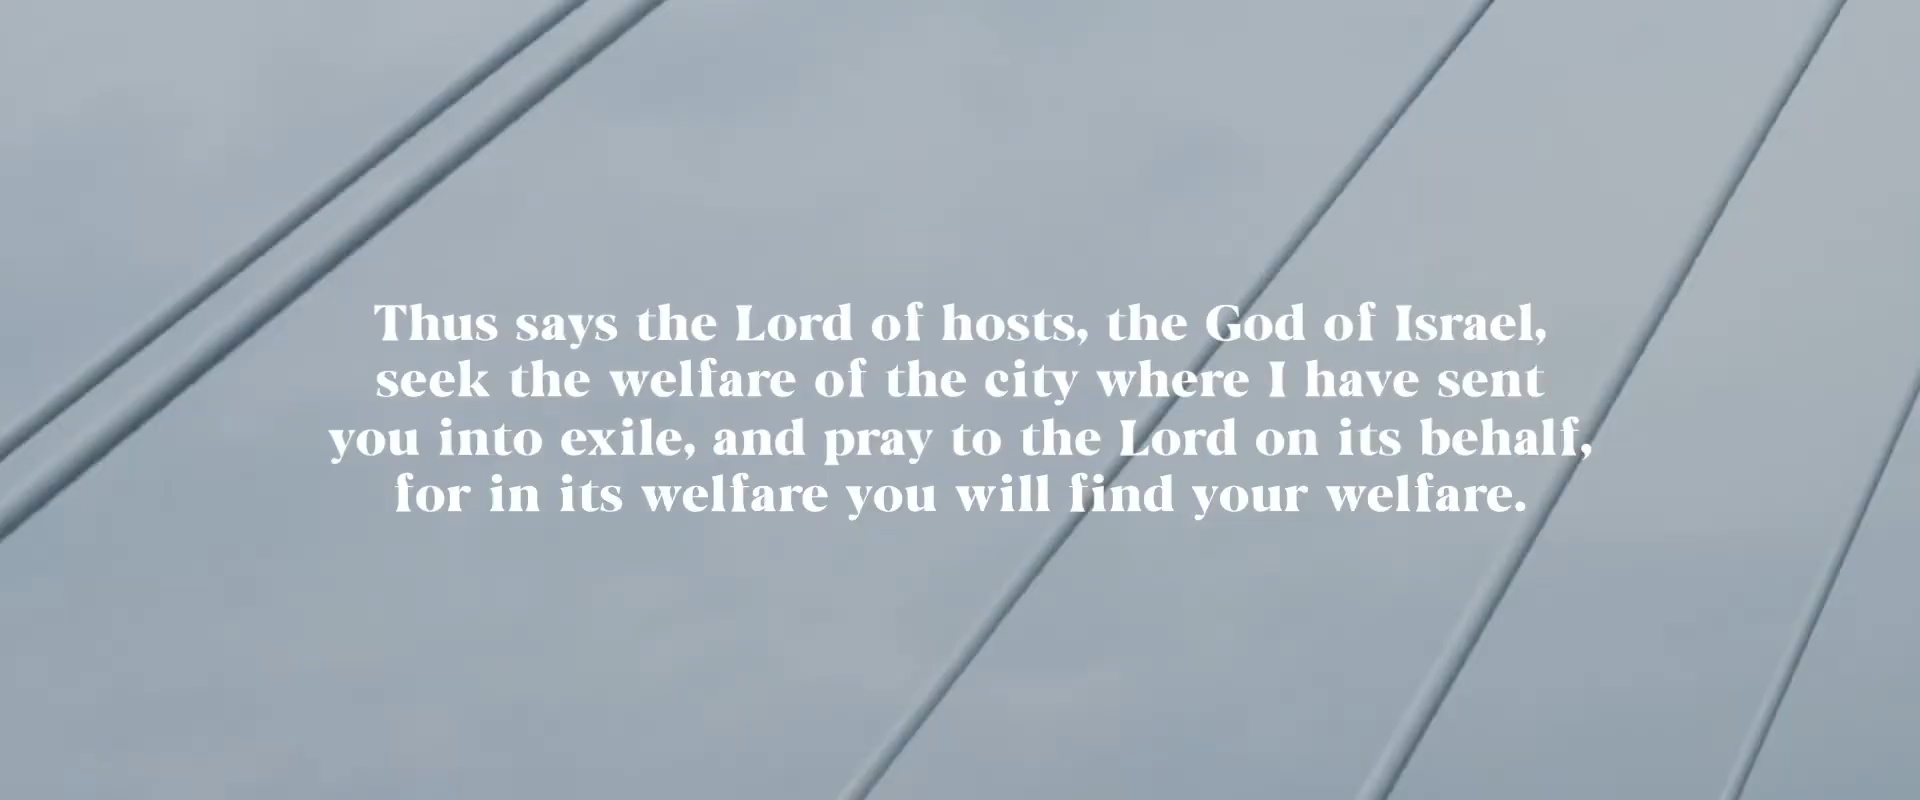 Thus says the Lord of hosts, the God of Israel,
seek the welfare of the city where I have sent
you into exile, and pray to the Lord on its behalf,
for in its welfare you will find your welfare.